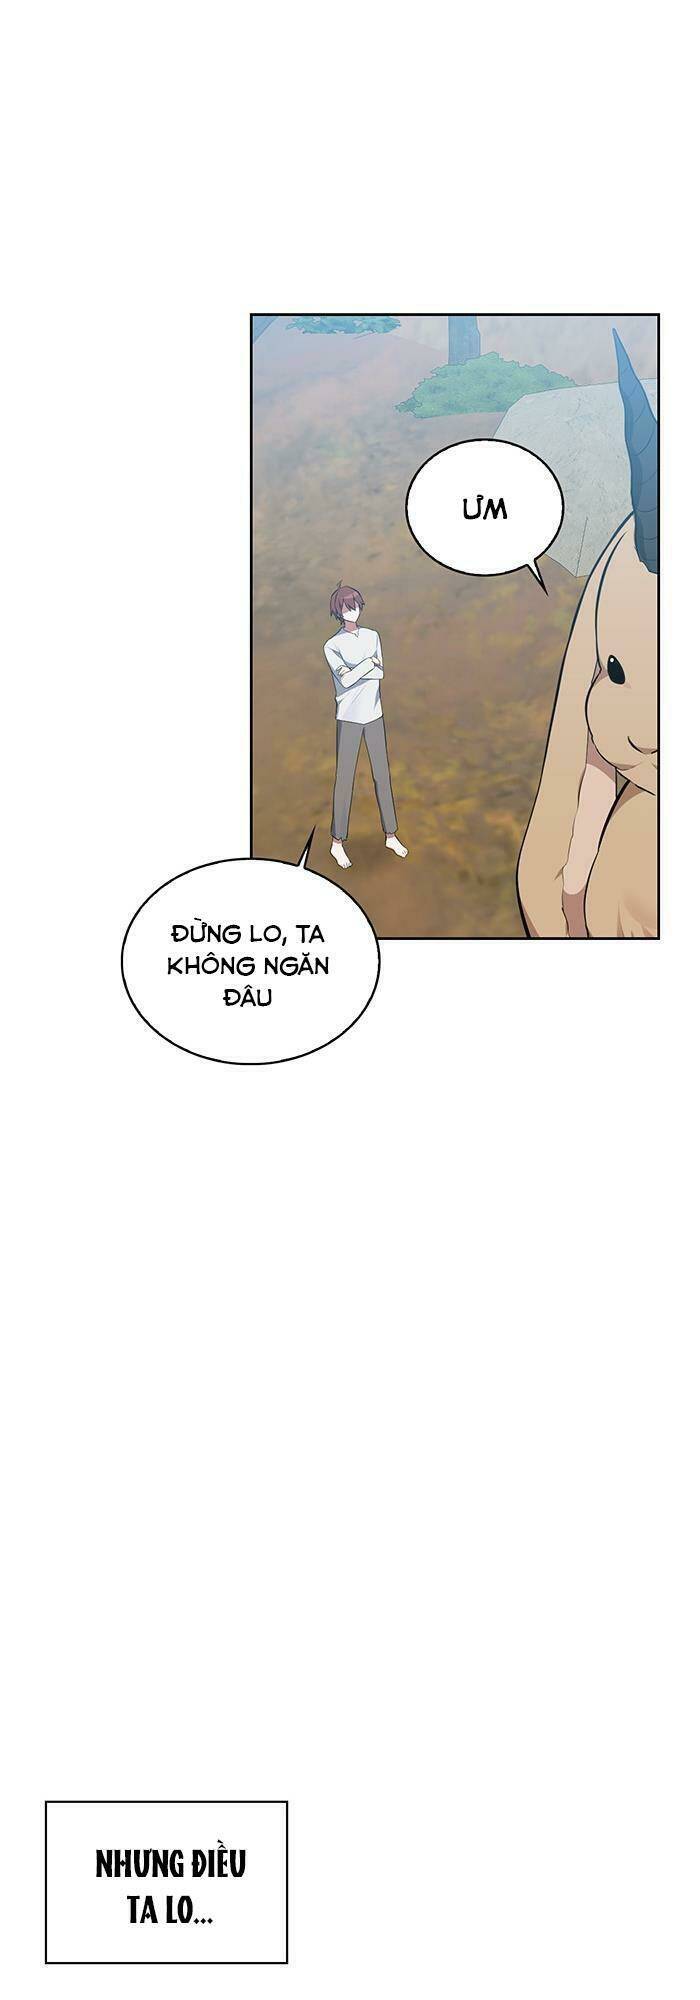 ƯM
ĐỪNG LO, TA
KHÔNG NGĂN
ĐÂU
NHƯNG ĐIỀU
TA LO...